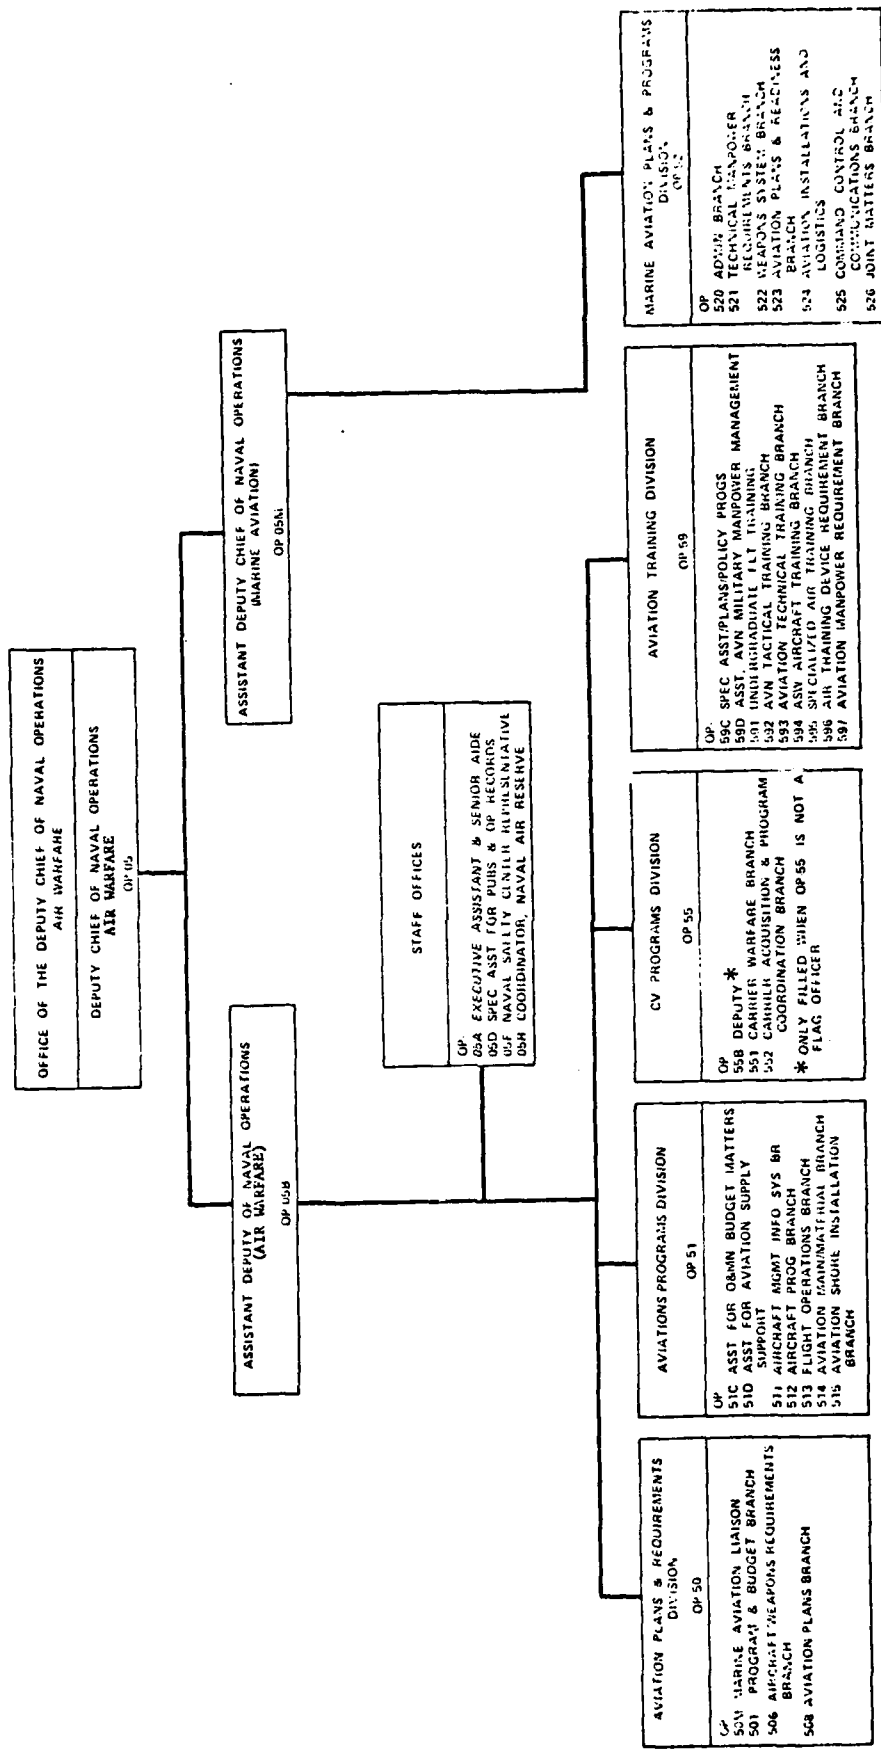 OFFICE OF THE DEPUTY CHIEF OF NAVAL OPERATIONS
AIR WARFARE
DEPUTY CHIEF OF NAVAL OPERATIONS
AIR WARFARE
OP 05
ASSISTANT DEPUTY OF NAVAL OPERATIONS
(AIR WARFARE)
OP 05B
ASSISTANT DEPUTY CHIEF OF NAVAL OPERATIONS
(MARINE AVIATION)
OP 05M
STAFF OFFICES
OP
05A EXECUTIVE ASSISTANT & SENIOR AIDE
05D SPEC ASST FOR PUBS & OP RECORDS
05F NAVAL SAFETY CENTER REPRESENTATIVE
05R COORDINATOR, NAVAL AIR RESERVE
AVIATION PLANS & REQUIREMENTS
DIVISION
OP 50
OP
50M MARINE AVIATION LIAISON
501 PROGRAM & BUDGET BRANCH
506 AIRCRAFT WEAPONS REQUIREMENTS
BRANCH
508 AVIATION PLANS BRANCH
AVIATIONS PROGRAMS DIVISION
OP 51
OP
51C ASST FOR O&MN BUDGET MATTERS
51D ASST FOR AVIATION SUPPLY
SUPPORT
511 AIRCRAFT MGMT INFO SYS BR
512 AIRCRAFT PROG BRANCH
513 FLIGHT OPERATIONS BRANCH
514 AVIATION MAIN/MATERIAL BRANCH
515 AVIATION SHORE INSTALLATION
BRANCH
CV PROGRAMS DIVISION
OP 55
OP
55B DEPUTY *
551 CARRIER WARFARE BRANCH
552 CARRIER ACQUISITION & PROGRAM
COORDINATION BRANCH
* ONLY FILLED WHEN OP 55 IS NOT A
FLAG OFFICER
AVIATION TRAINING DIVISION
OP 59
OP.
59C SPEC ASST/PLANS/POLICY PROGS
59D ASST, AVN MILITARY MANPOWER MANAGEMENT
591 UNDERGRADUATE FLT TRAINING
592 AVN TACTICAL TRAINING BRANCH
593 AVIATION TECHNICAL TRAINING BRANCH
594 ASW AIRCRAFT TRAINING BRANCH
595 SPECIALIZED AIR TRAINING BRANCH
596 AIR TRAINING DEVICE REQUIREMENT BRANCH
597 AVIATION MANPOWER REQUIREMENT BRANCH
MARINE AVIATION PLANS & PROGRAMS
DIVISION
OP 52
OP
520 ADMIN BRANCH
521 TECHNICAL MANPOWER
REQUIREMENTS BRANCH
522 WEAPONS SYSTEM BRANCH
523 AVIATION PLANS & READINESS
BRANCH
524 AVIATION INSTALLATIONS AND
LOGISTICS
525 COMMAND CONTROL AND
COMMUNICATIONS BRANCH
526 JOINT MATTERS BRANCH